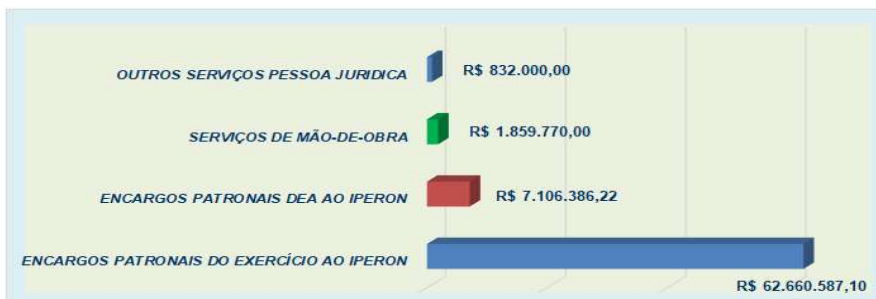 OUTROS SERVIÇOS PESSOA JURIDICA R$ 832.000,00
SERVIÇOS DE MÃO-DE-OBRA R$ 1.859.770,00
ENCARGOS PATRONAIS DEA AO IPERON R$ 7.106.386,22
ENCARGOS PATRONAIS DO EXERCÍCIO AO IPERON
R$ 62.660.587,10